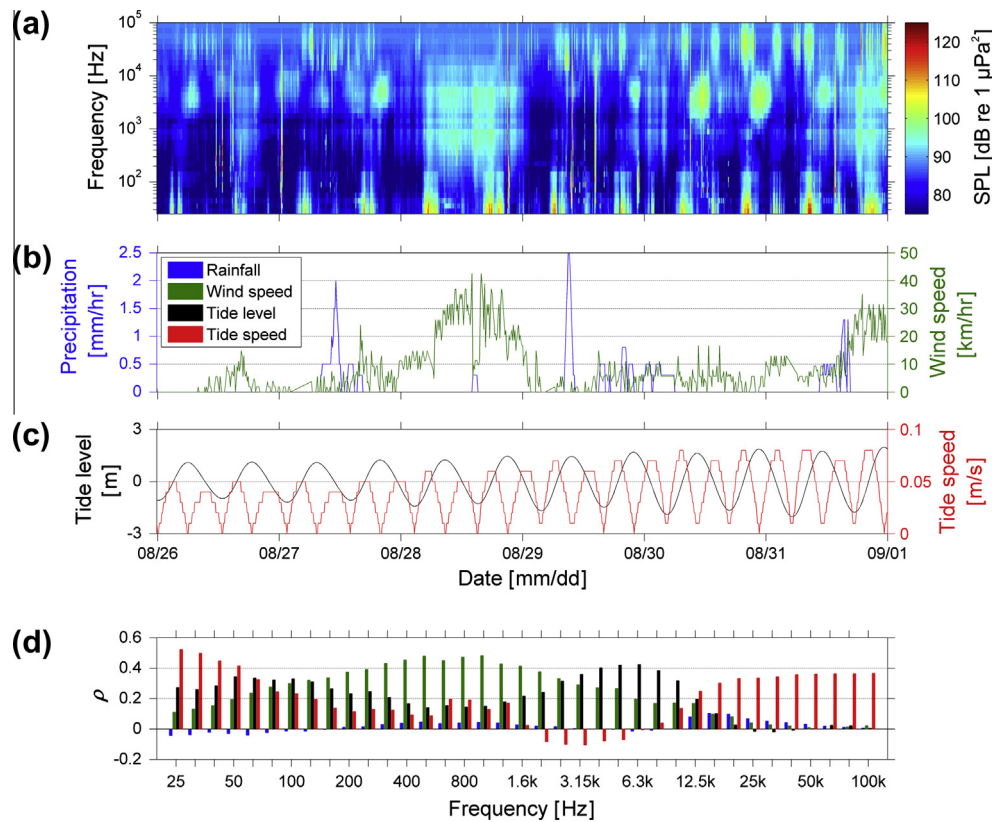 (a)
Frequency [Hz]
10^5
10^4
10^3
10^2
120
110
100
90
80
SPL [dB re 1 µPa^2]
(b)
Precipitation
[mm/hr]
2.5
2
1.5
1
0.5
0
Rainfall
Wind speed
Tide level
Tide speed
50
40
30
20
10
0
Wind speed
[km/hr]
(c)
Tide level
[m]
3
0
-3
0.1
0.05
0
Tide speed
[m/s]
08/26 08/27 08/28 08/29 08/30 08/31 09/01
Date [mm/dd]
(d)
ρ
0.6
0.4
0.2
0
-0.2
25 50 100 200 400 800 1.6k 3.15k 6.3k 12.5k 25k 50k 100k
Frequency [Hz]